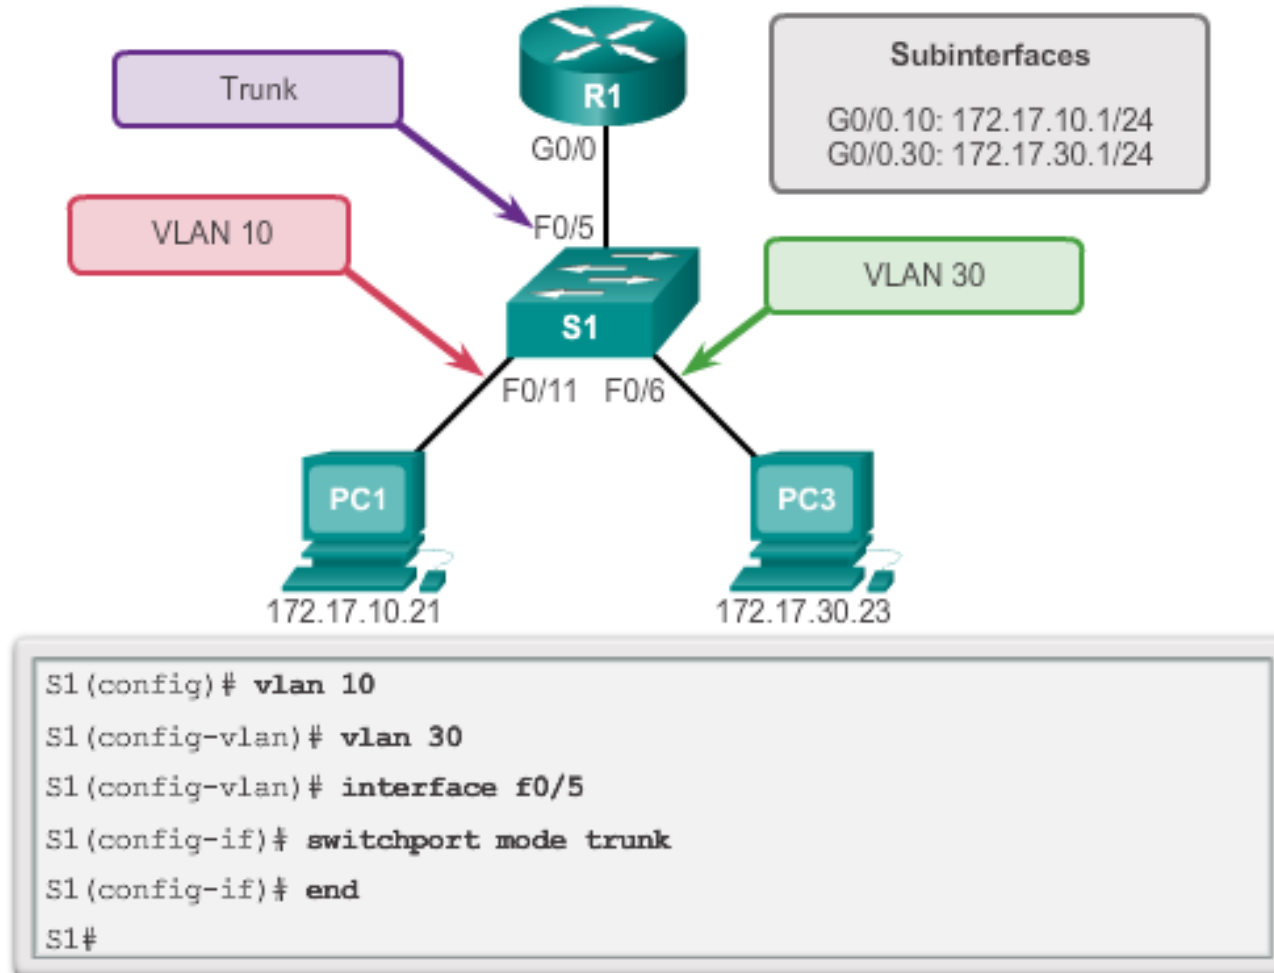 Trunk
R1
Subinterfaces
G0/0.10: 172.17.10.1/24
G0/0.30: 172.17.30.1/24
G0/0
VLAN 10
F0/5
VLAN 30
S1
F0/11 F0/6
PC1
PC3
172.17.10.21
172.17.30.23
S1(config)# vlan 10
S1(config-vlan)# vlan 30
S1(config-vlan)# interface f0/5
S1(config-if)# switchport mode trunk
S1(config-if)# end
S1#